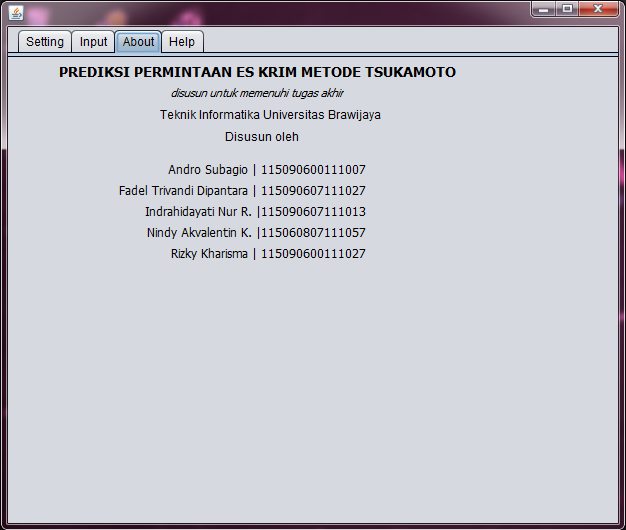 Setting Input About Help
PREDIKSI PERMINTAAN ES KRIM METODE TSUKAMOTO
disusun untuk memenuhi tugas akhir
Teknik Informatika Universitas Brawijaya
Disusun oleh
Andro Subagio | 115090600111007
Fadel Trivandi Dipantara | 115090607111027
Indrahidayati Nur R. |115090607111013
Nindy Akvalentin K. |115060807111057
Rizky Kharisma | 115090600111027